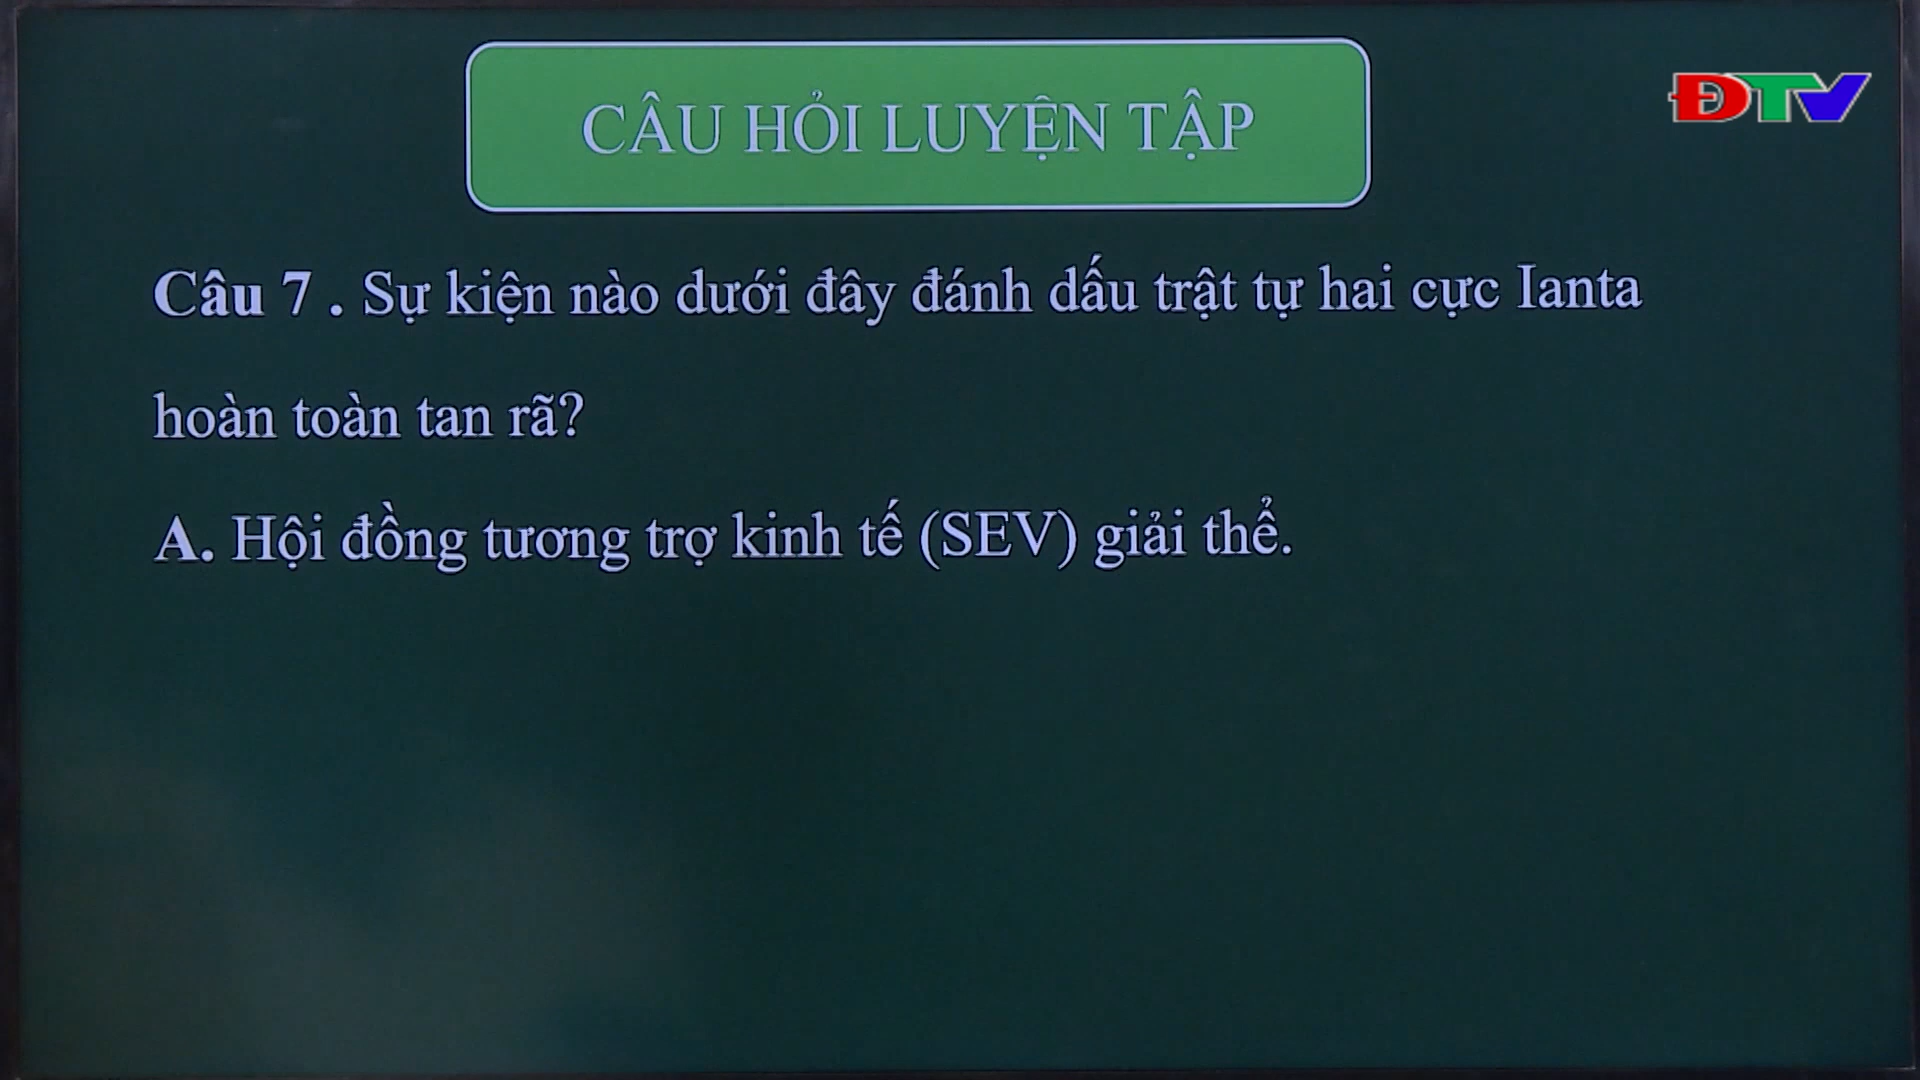 ĐTV
CÂU HỎI LUYỆN TẬP
Câu 7 . Sự kiện nào dưới đây đánh dấu trật tự hai cực Ianta
hoàn toàn tan rã?
A. Hội đồng tương trợ kinh tế (SEV) giải thể.